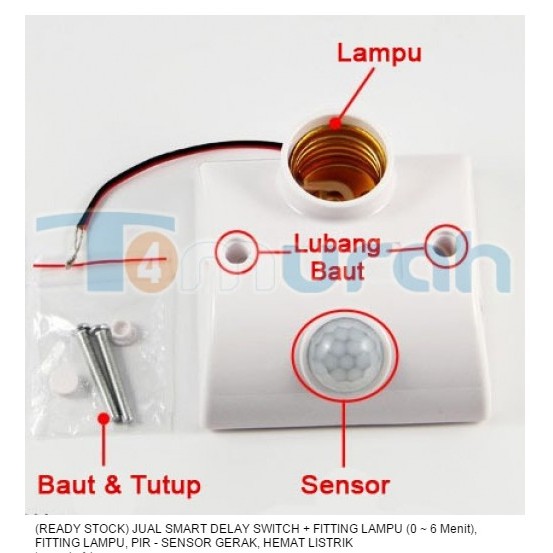 Lampu
Lubang
Baut
Baut & Tutup
Sensor
(READY STOCK) JUAL SMART DELAY SWITCH + FITTING LAMPU (0 ~ 6 Menit),
FITTING LAMPU, PIR - SENSOR GERAK, HEMAT LISTRIK